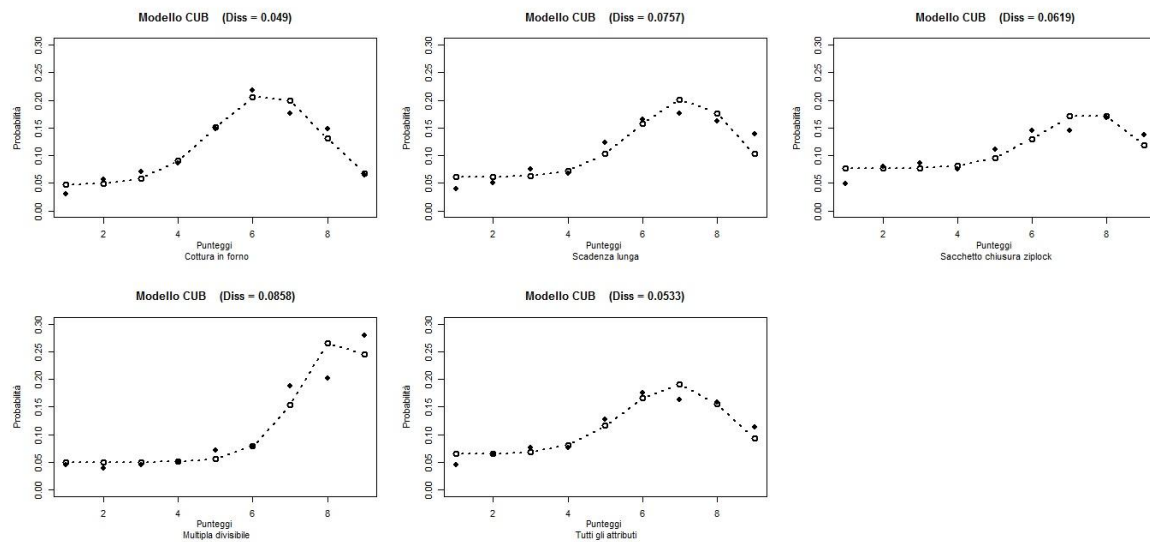 Modello CUB (Diss = 0.049)
Probabilità
0.00 0.05 0.10 0.15 0.20 0.25 0.30
2 4 6 8
Punteggi
Cottura in forno
Modello CUB (Diss = 0.0757)
Probabilità
0.00 0.05 0.10 0.15 0.20 0.25 0.30
2 4 6 8
Punteggi
Scadenza lunga
Modello CUB (Diss = 0.0619)
Probabilità
0.00 0.05 0.10 0.15 0.20 0.25 0.30
2 4 6 8
Punteggi
Sacchetto chiusura ziplock
Modello CUB (Diss = 0.0858)
Probabilità
0.00 0.05 0.10 0.15 0.20 0.25 0.30
2 4 6 8
Punteggi
Multipla divisibile
Modello CUB (Diss = 0.0533)
Probabilità
0.00 0.05 0.10 0.15 0.20 0.25 0.30
2 4 6 8
Punteggi
Tutti gli attributi